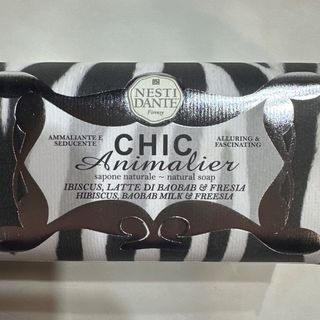 NESTI
DANTE
Firenze
AMMALIANTE E
SEDUCENTE
CHIC
ALLURING &
FASCINATING
Animalier
sapone naturale ~ natural soap
IBISCUS, LATTE DI BAOBAB & FRESIA
HIBISCUS, BAOBAB MILK & FREESIA